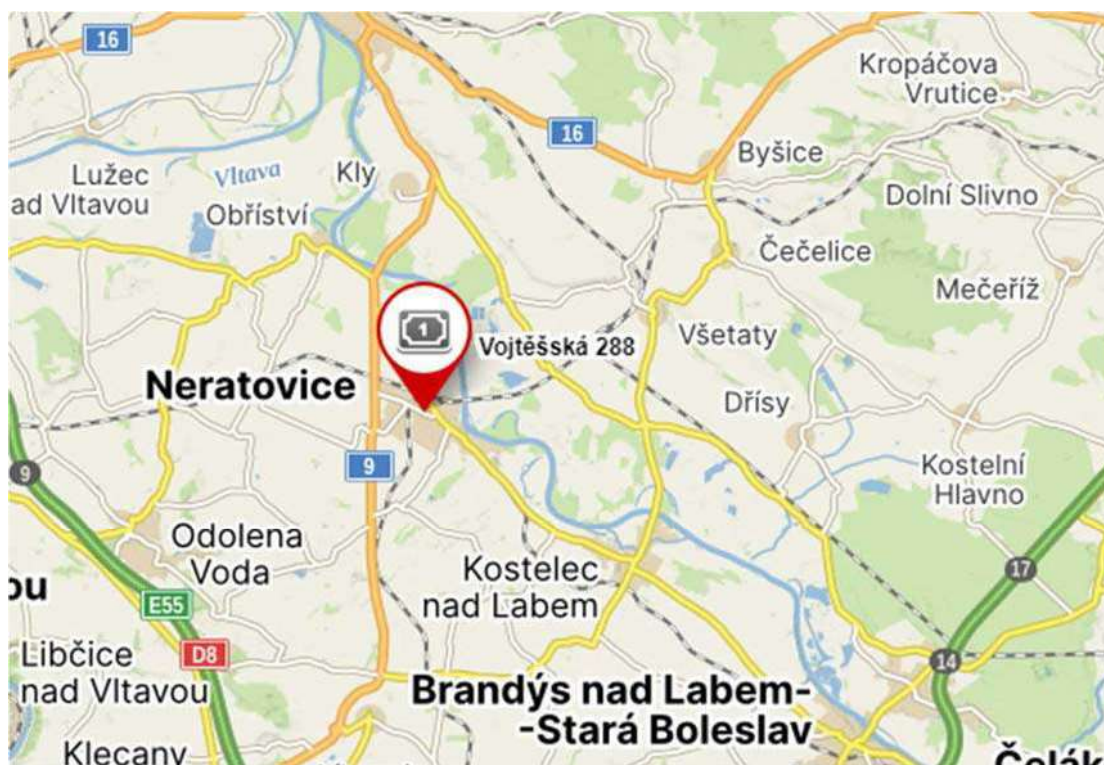 16
Kropáčova
Vrutice
16
Byšice
Lužec
ad Vltavou
Vltava
Kly
Dolní Slivno
Obříství
Čečelice
Mečeříž
1
Vojtěšská 288
Všetaty
Neratovice
Dřísy
9
9
Kostelní
Hlavno
Odolena
Voda
Kostelec
nad Labem
17
ou
E55
Libčice
nad Vltavou
D8
14
Brandýs nad Labem-
-Stará Boleslav
Klecany
Čelák